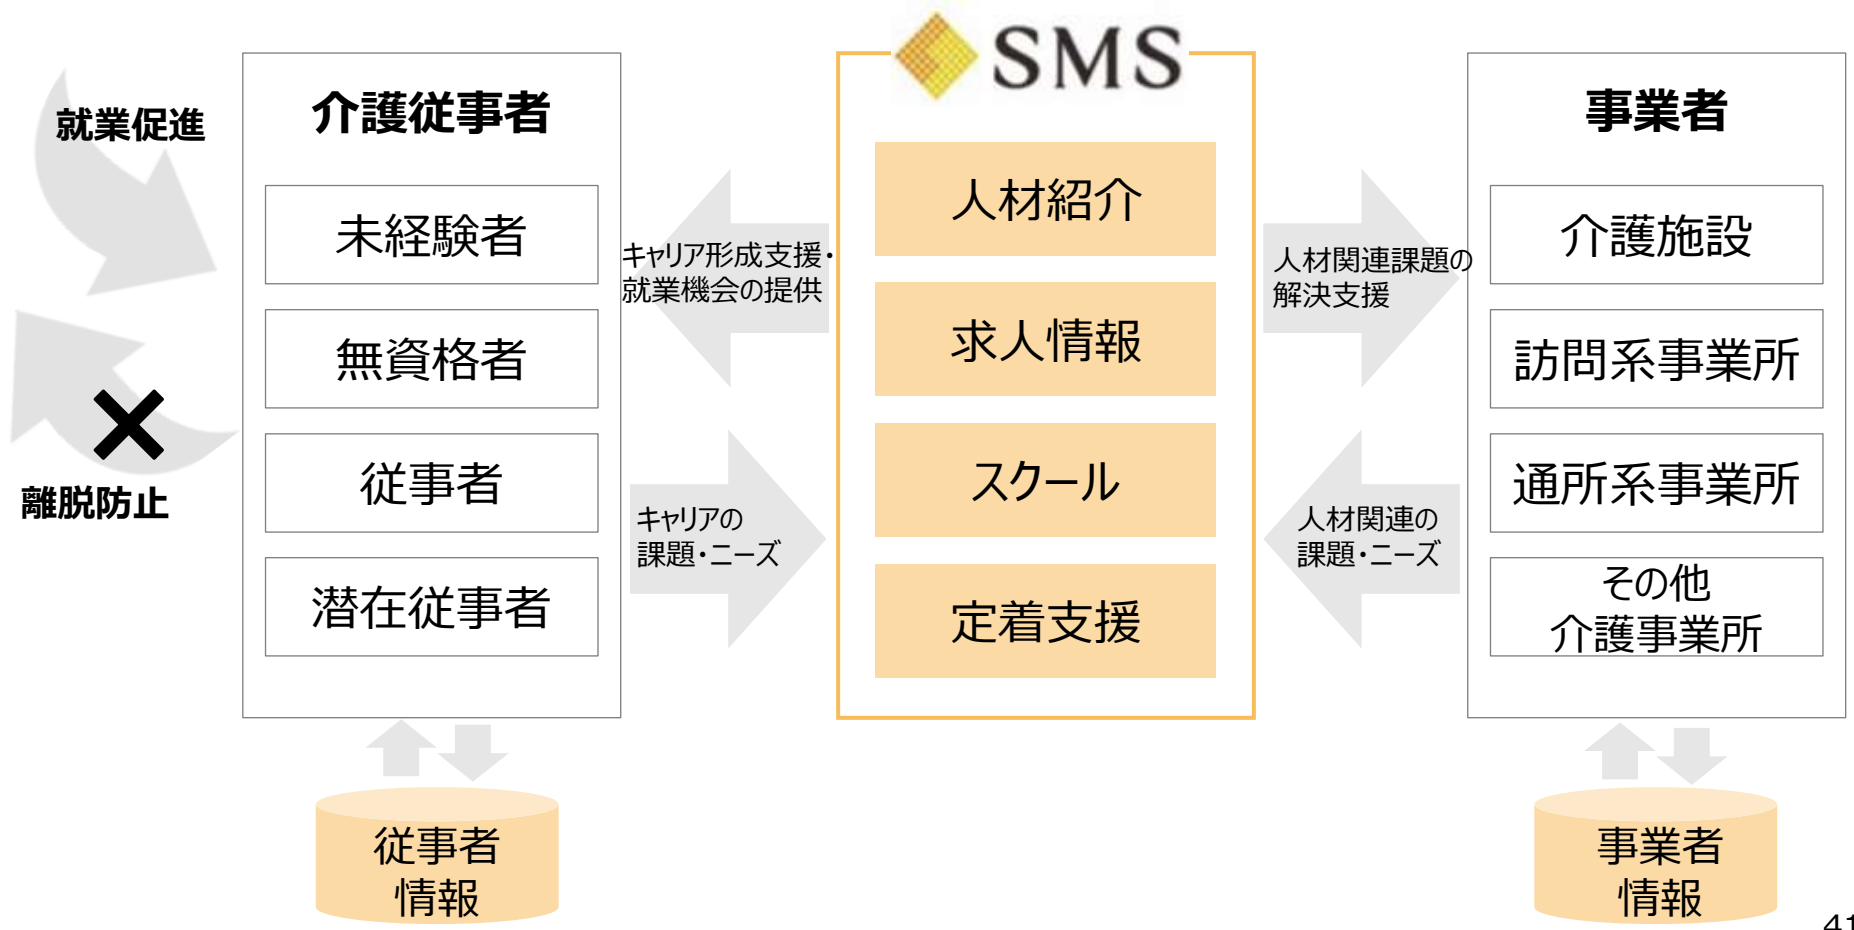 SMS
就業促進
離脱防止
介護従事者
未経験者
無資格者
従事者
潜在従事者
キャリア形成支援・
就業機会の提供
キャリアの
課題・ニーズ
人材紹介
求人情報
スクール
定着支援
人材関連課題の
解決支援
人材関連の
課題・ニーズ
事業者
介護施設
訪問系事業所
通所系事業所
その他
介護事業所
従事者
情報
事業者
情報
41